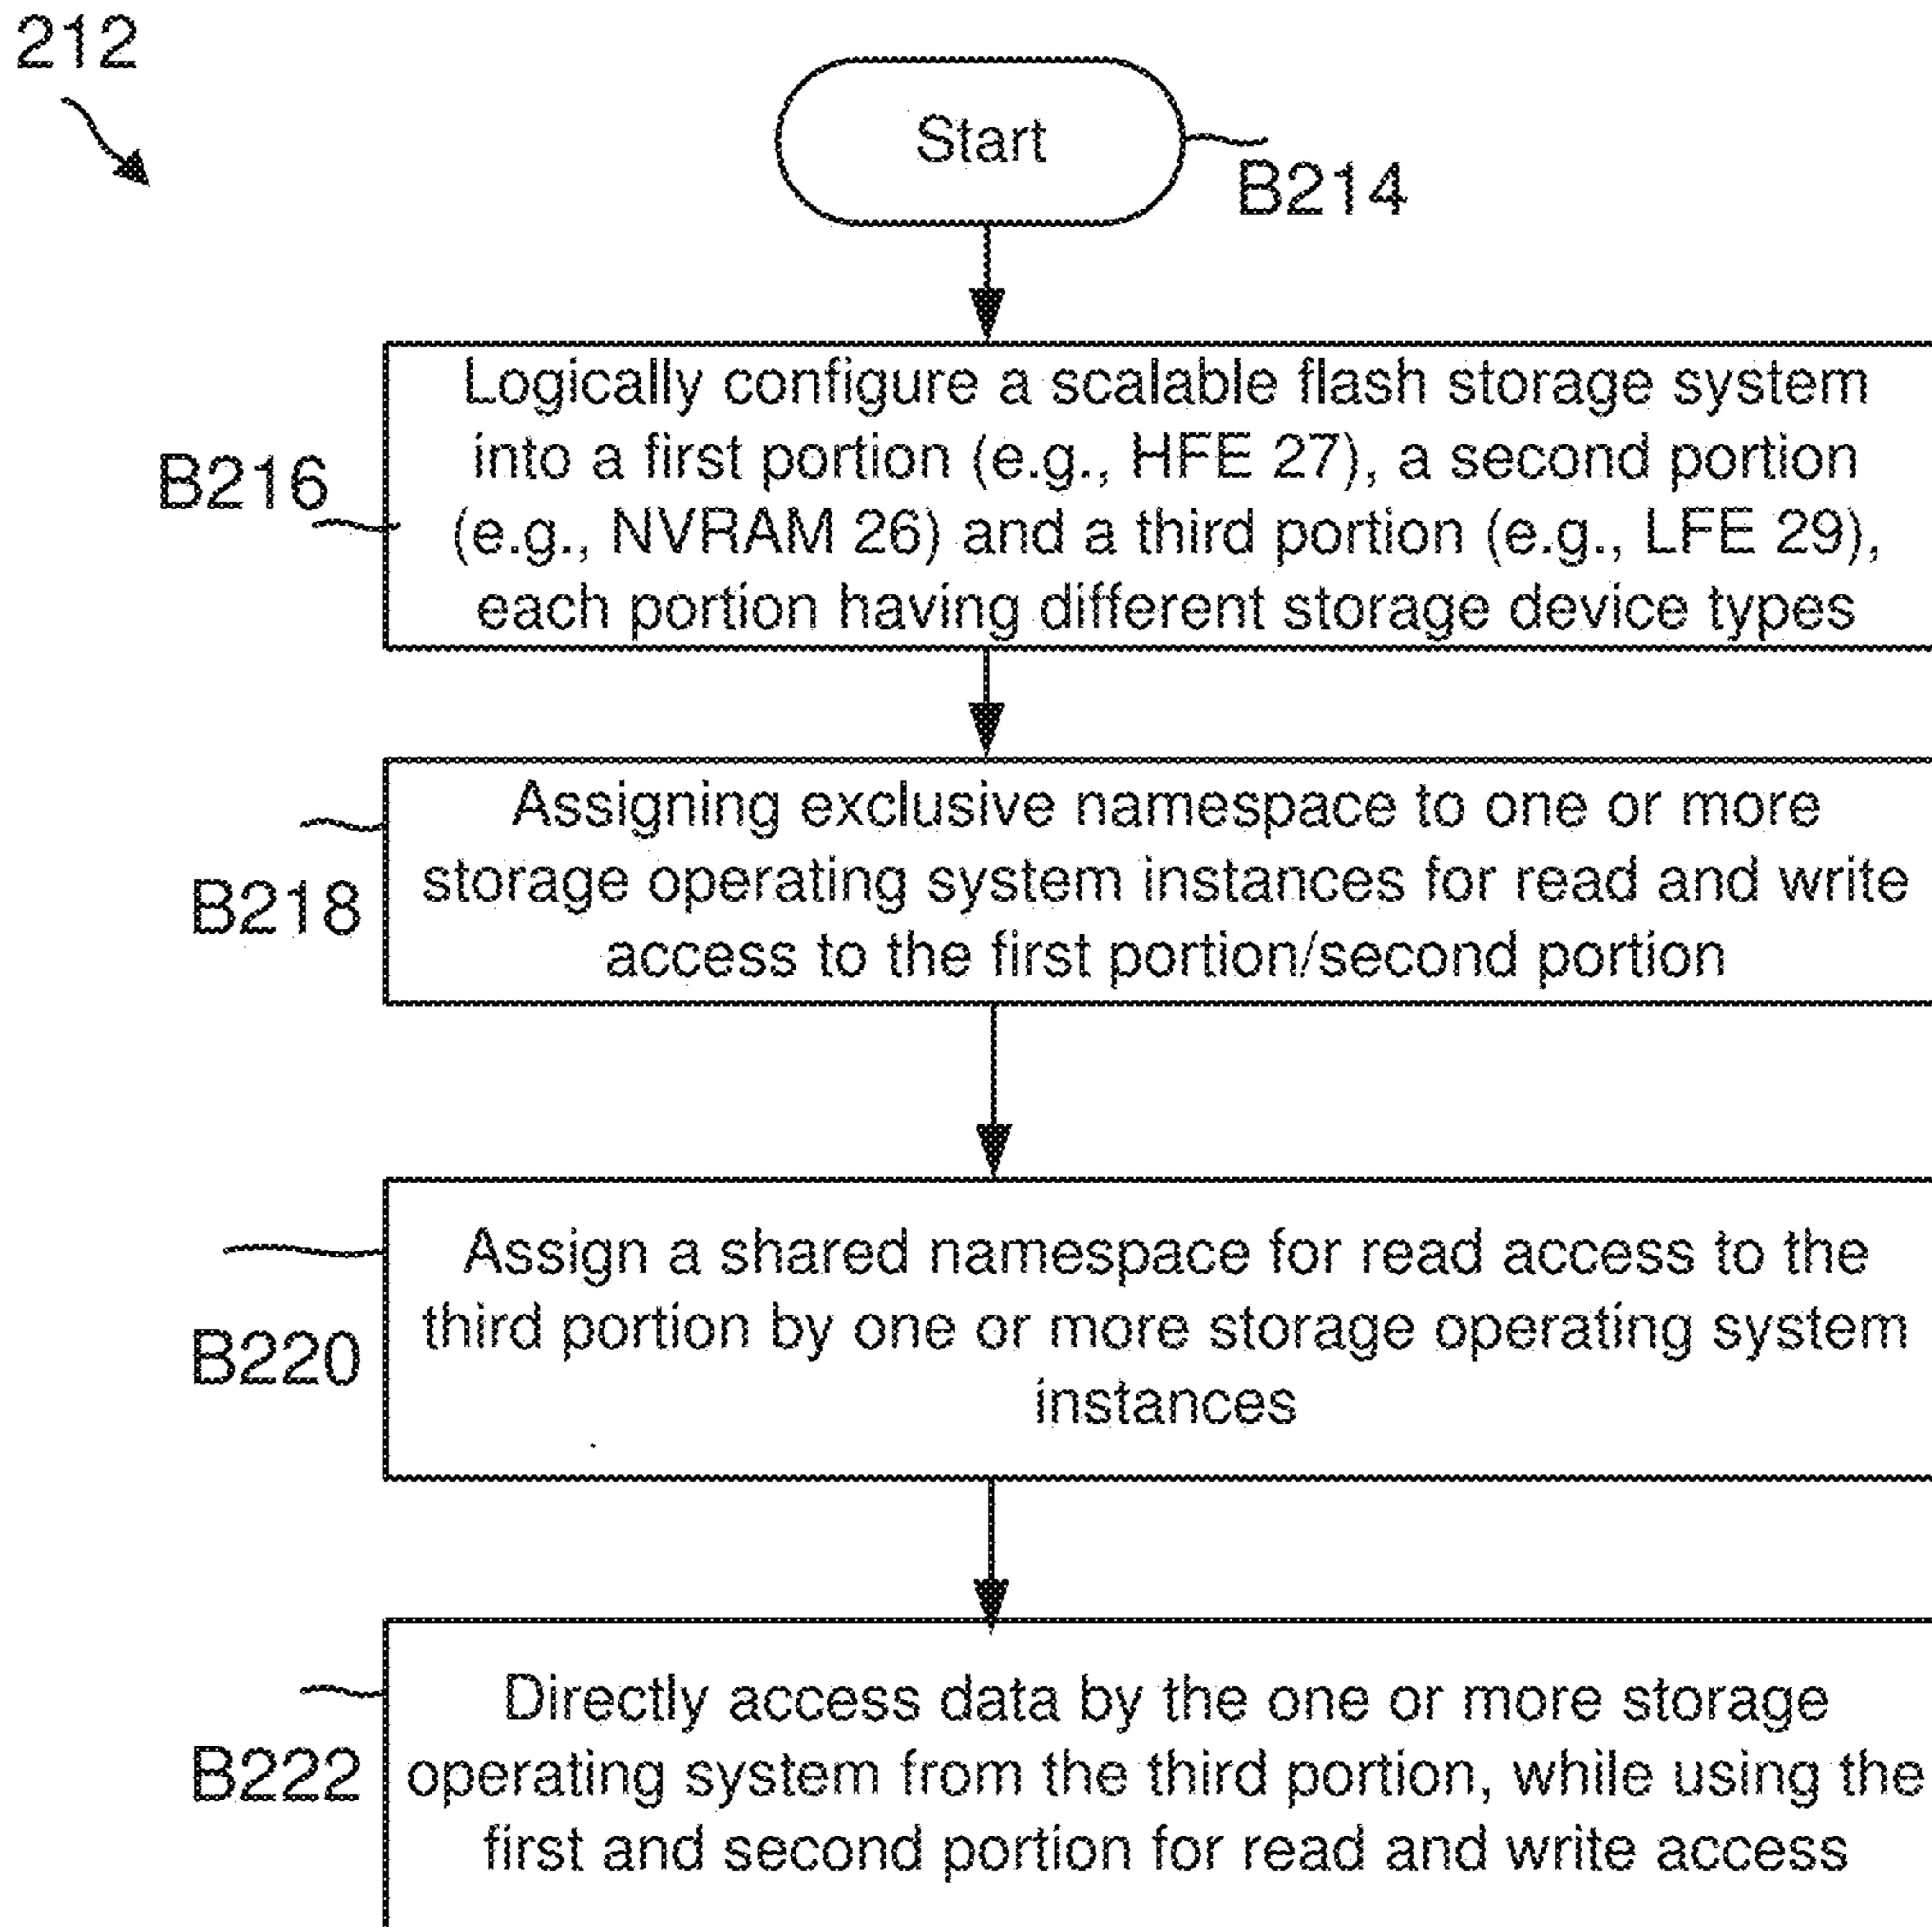 212
Start
B214
Logically configure a scalable flash storage system
into a first portion (e.g., HFE 27), a second portion
(e.g., NVRAM 26) and a third portion (e.g., LFE 29),
each portion having different storage device types
B216
Assigning exclusive namespace to one or more
storage operating system instances for read and write
access to the first portion/second portion
B218
Assign a shared namespace for read access to the
third portion by one or more storage operating system
instances
B220
Directly access data by the one or more storage
operating system from the third portion, while using the
first and second portion for read and write access
B222